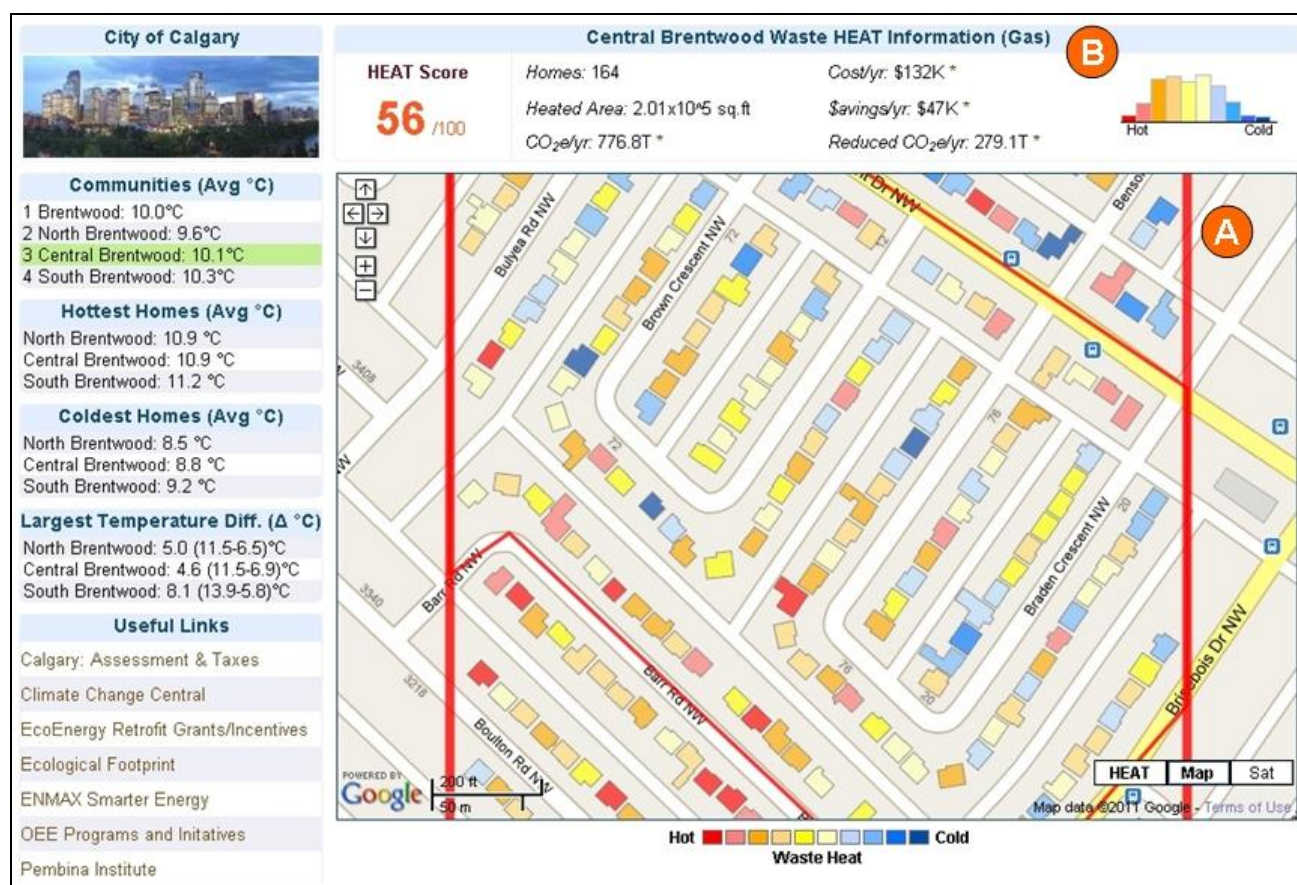 City of Calgary
Central Brentwood Waste HEAT Information (Gas)
B
HEAT Score
56 /100
Homes: 164
Heated Area: 2.01x10^5 sq.ft
CO₂e/yr: 776.8T *
Cost/yr: $132K *
$avings/yr: $47K *
Reduced CO₂e/yr: 279.1T *
Hot
Cold
Communities (Avg °C)
1 Brentwood: 10.0°C
2 North Brentwood: 9.6°C
3 Central Brentwood: 10.1°C
4 South Brentwood: 10.3°C
Hottest Homes (Avg °C)
North Brentwood: 10.9 °C
Central Brentwood: 10.9 °C
South Brentwood: 11.2 °C
Coldest Homes (Avg °C)
North Brentwood: 8.5 °C
Central Brentwood: 8.8 °C
South Brentwood: 9.2 °C
Largest Temperature Diff. (Δ °C)
North Brentwood: 5.0 (11.5-6.5)°C
Central Brentwood: 4.6 (11.5-6.9)°C
South Brentwood: 8.1 (13.9-5.8)°C
Useful Links
Calgary: Assessment & Taxes
Climate Change Central
EcoEnergy Retrofit Grants/Incentives
Ecological Footprint
ENMAX Smarter Energy
OEE Programs and Initatives
Pembina Institute
A
Dr NW
Bulyea Rd NW
Brown Crescent NW
72
12
3408
72
76
20
Braden Crescent NW
Barr Rd NW
3340
3218
Barr Rd NW
76
20
Boulton Rd NW
Brisebois Dr NW
POWERED BY
Google
200 ft
50 m
HEAT
Map
Sat
Map data ©2011 Google - Terms of Use
Hot
Cold
Waste Heat